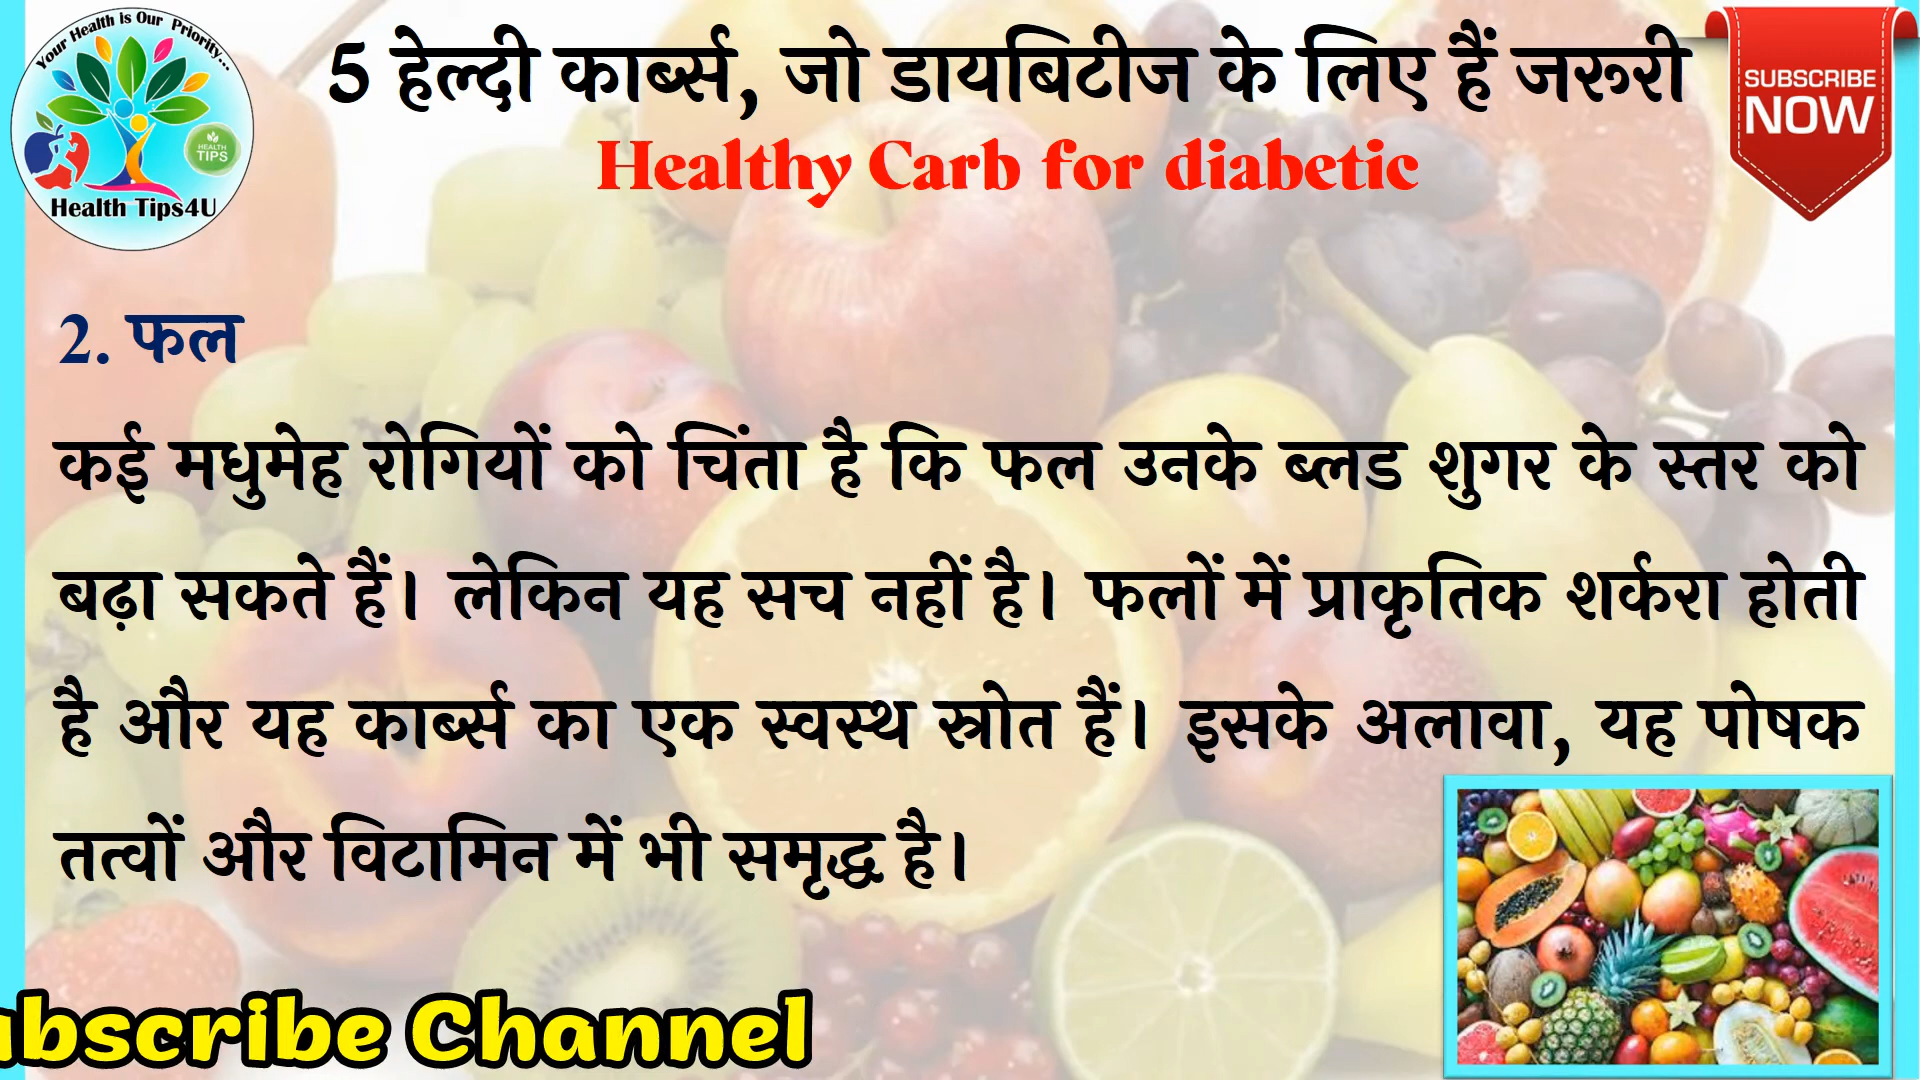 Your Health is Our Priority...
HEALTH
TIPS
Health Tips4U
5 हेल्दी कार्ब्स, जो डायबिटीज के लिए हैं जरूरी
Healthy Carb for diabetic
SUBSCRIBE
NOW
2. फल
कई मधुमेह रोगियों को चिंता है कि फल उनके ब्लड शुगर के स्तर को
बढ़ा सकते हैं। लेकिन यह सच नहीं है। फलों में प्राकृतिक शर्करा होती
है और यह कार्ब्स का एक स्वस्थ स्रोत हैं। इसके अलावा, यह पोषक
तत्वों और विटामिन में भी समृद्ध है।
ubscribe Channel